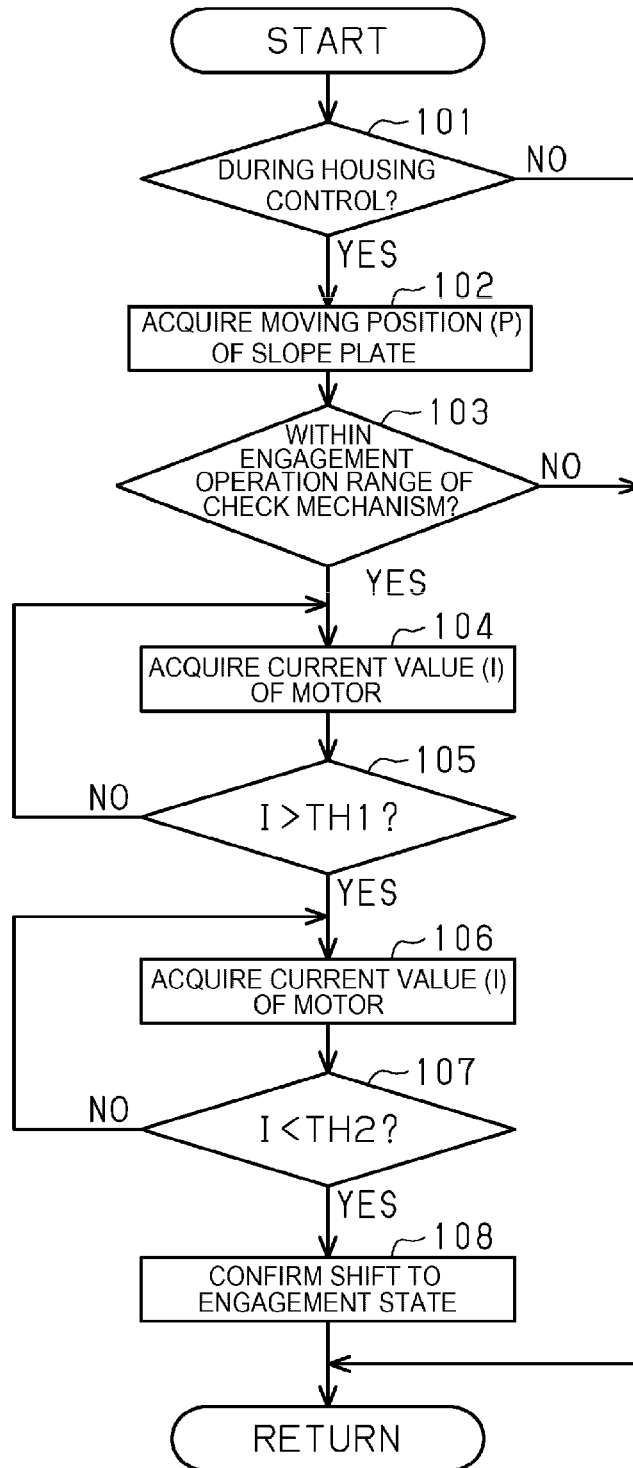 START
101
DURING HOUSING
CONTROL?
NO
YES
102
ACQUIRE MOVING POSITION (P)
OF SLOPE PLATE
103
WITHIN
ENGAGEMENT
OPERATION RANGE OF
CHECK MECHANISM?
NO
YES
104
ACQUIRE CURRENT VALUE (I)
OF MOTOR
105
NO
I>TH1?
YES
106
ACQUIRE CURRENT VALUE (I)
OF MOTOR
107
NO
I<TH2?
YES
108
CONFIRM SHIFT TO
ENGAGEMENT STATE
RETURN